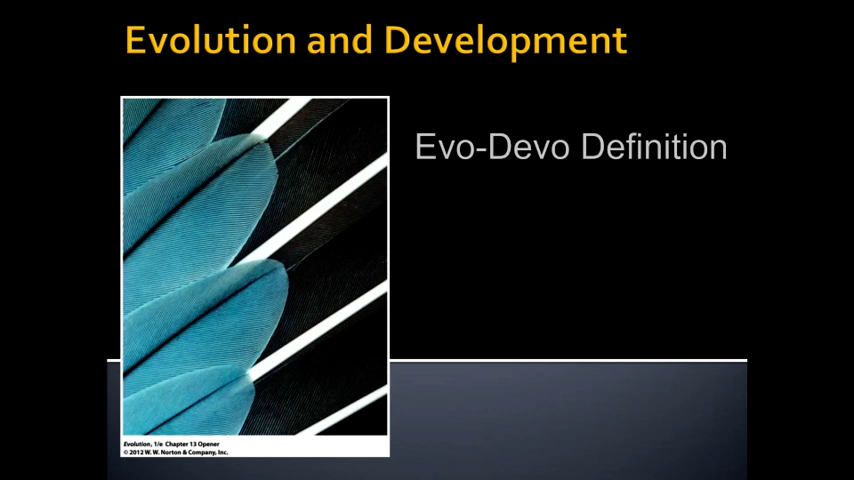 Evolution and Development
Evo-Devo Definition
Evolution, 1/e Chapter 13 Opener
© 2012 W. W. Norton & Company, Inc.